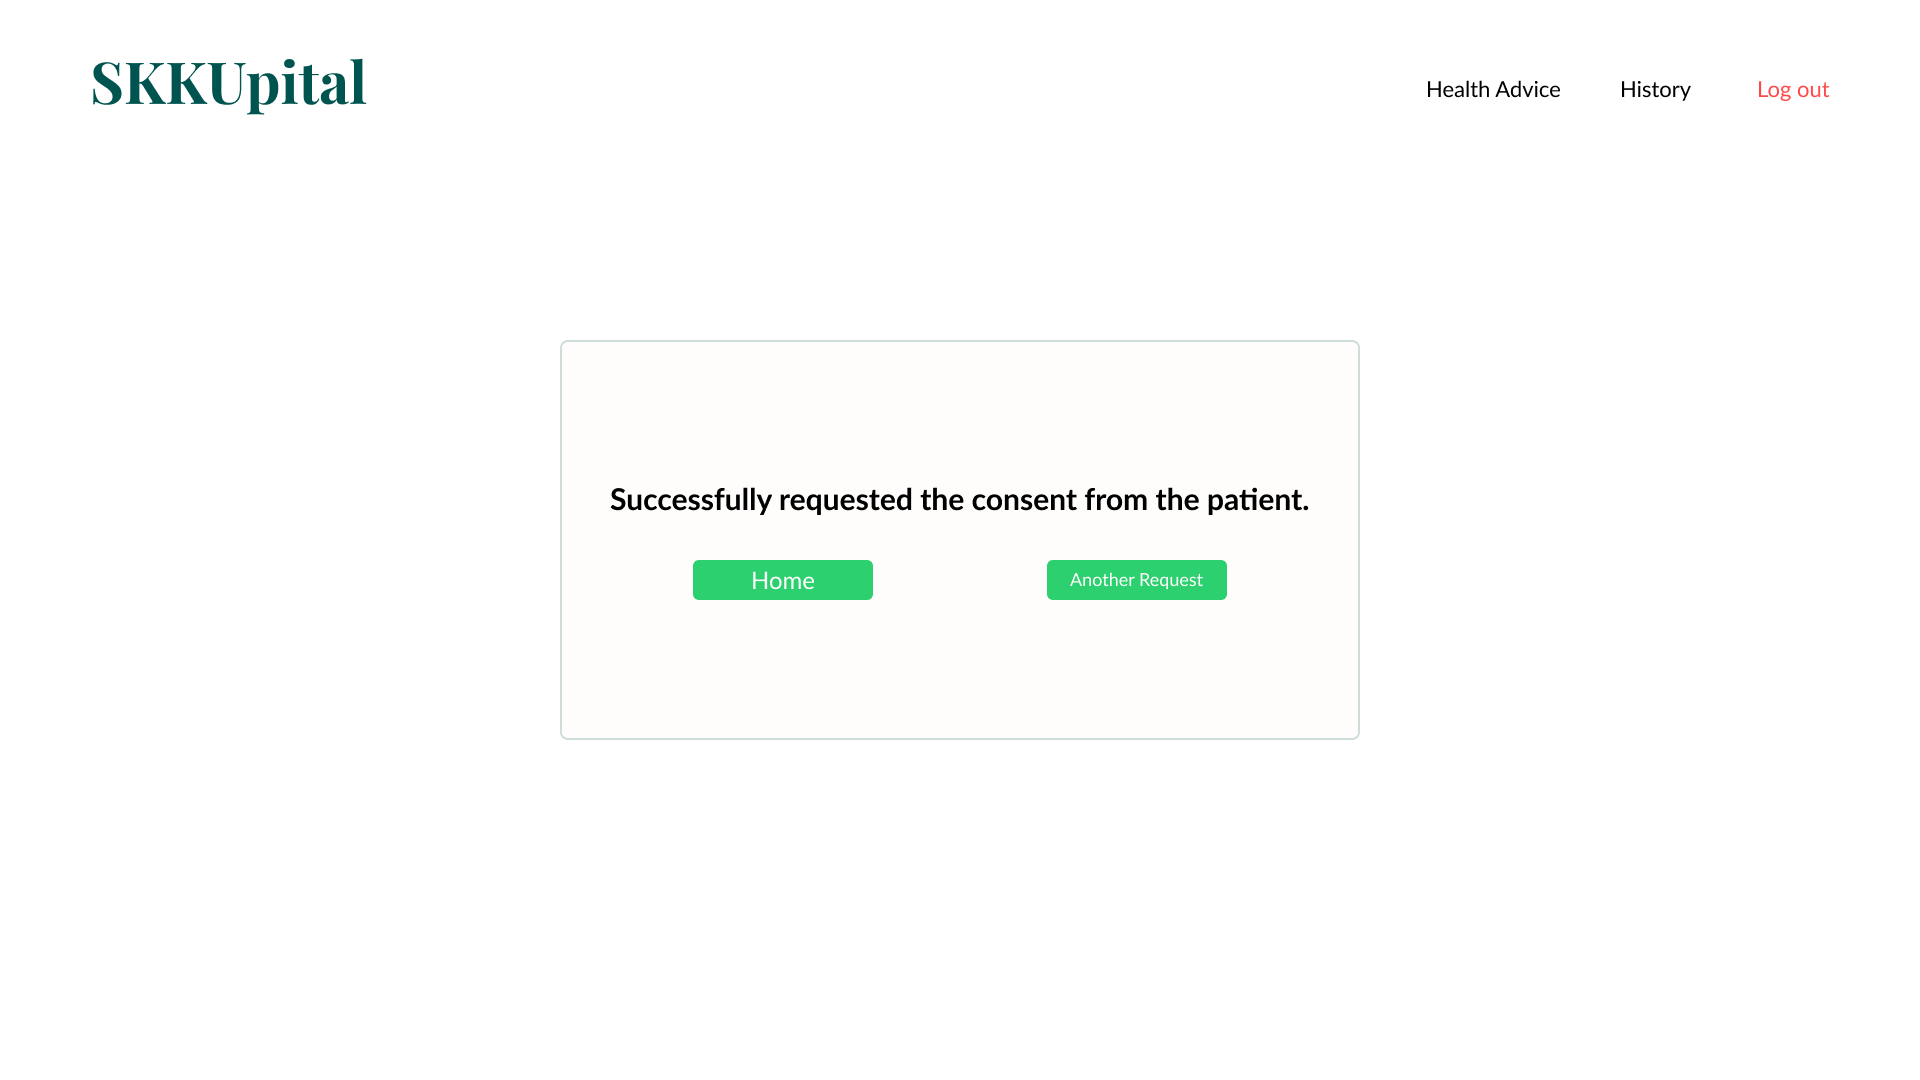 SKKUpital
Health Advice
History
Log out
Successfully requested the consent from the patient.
Home
Another Request